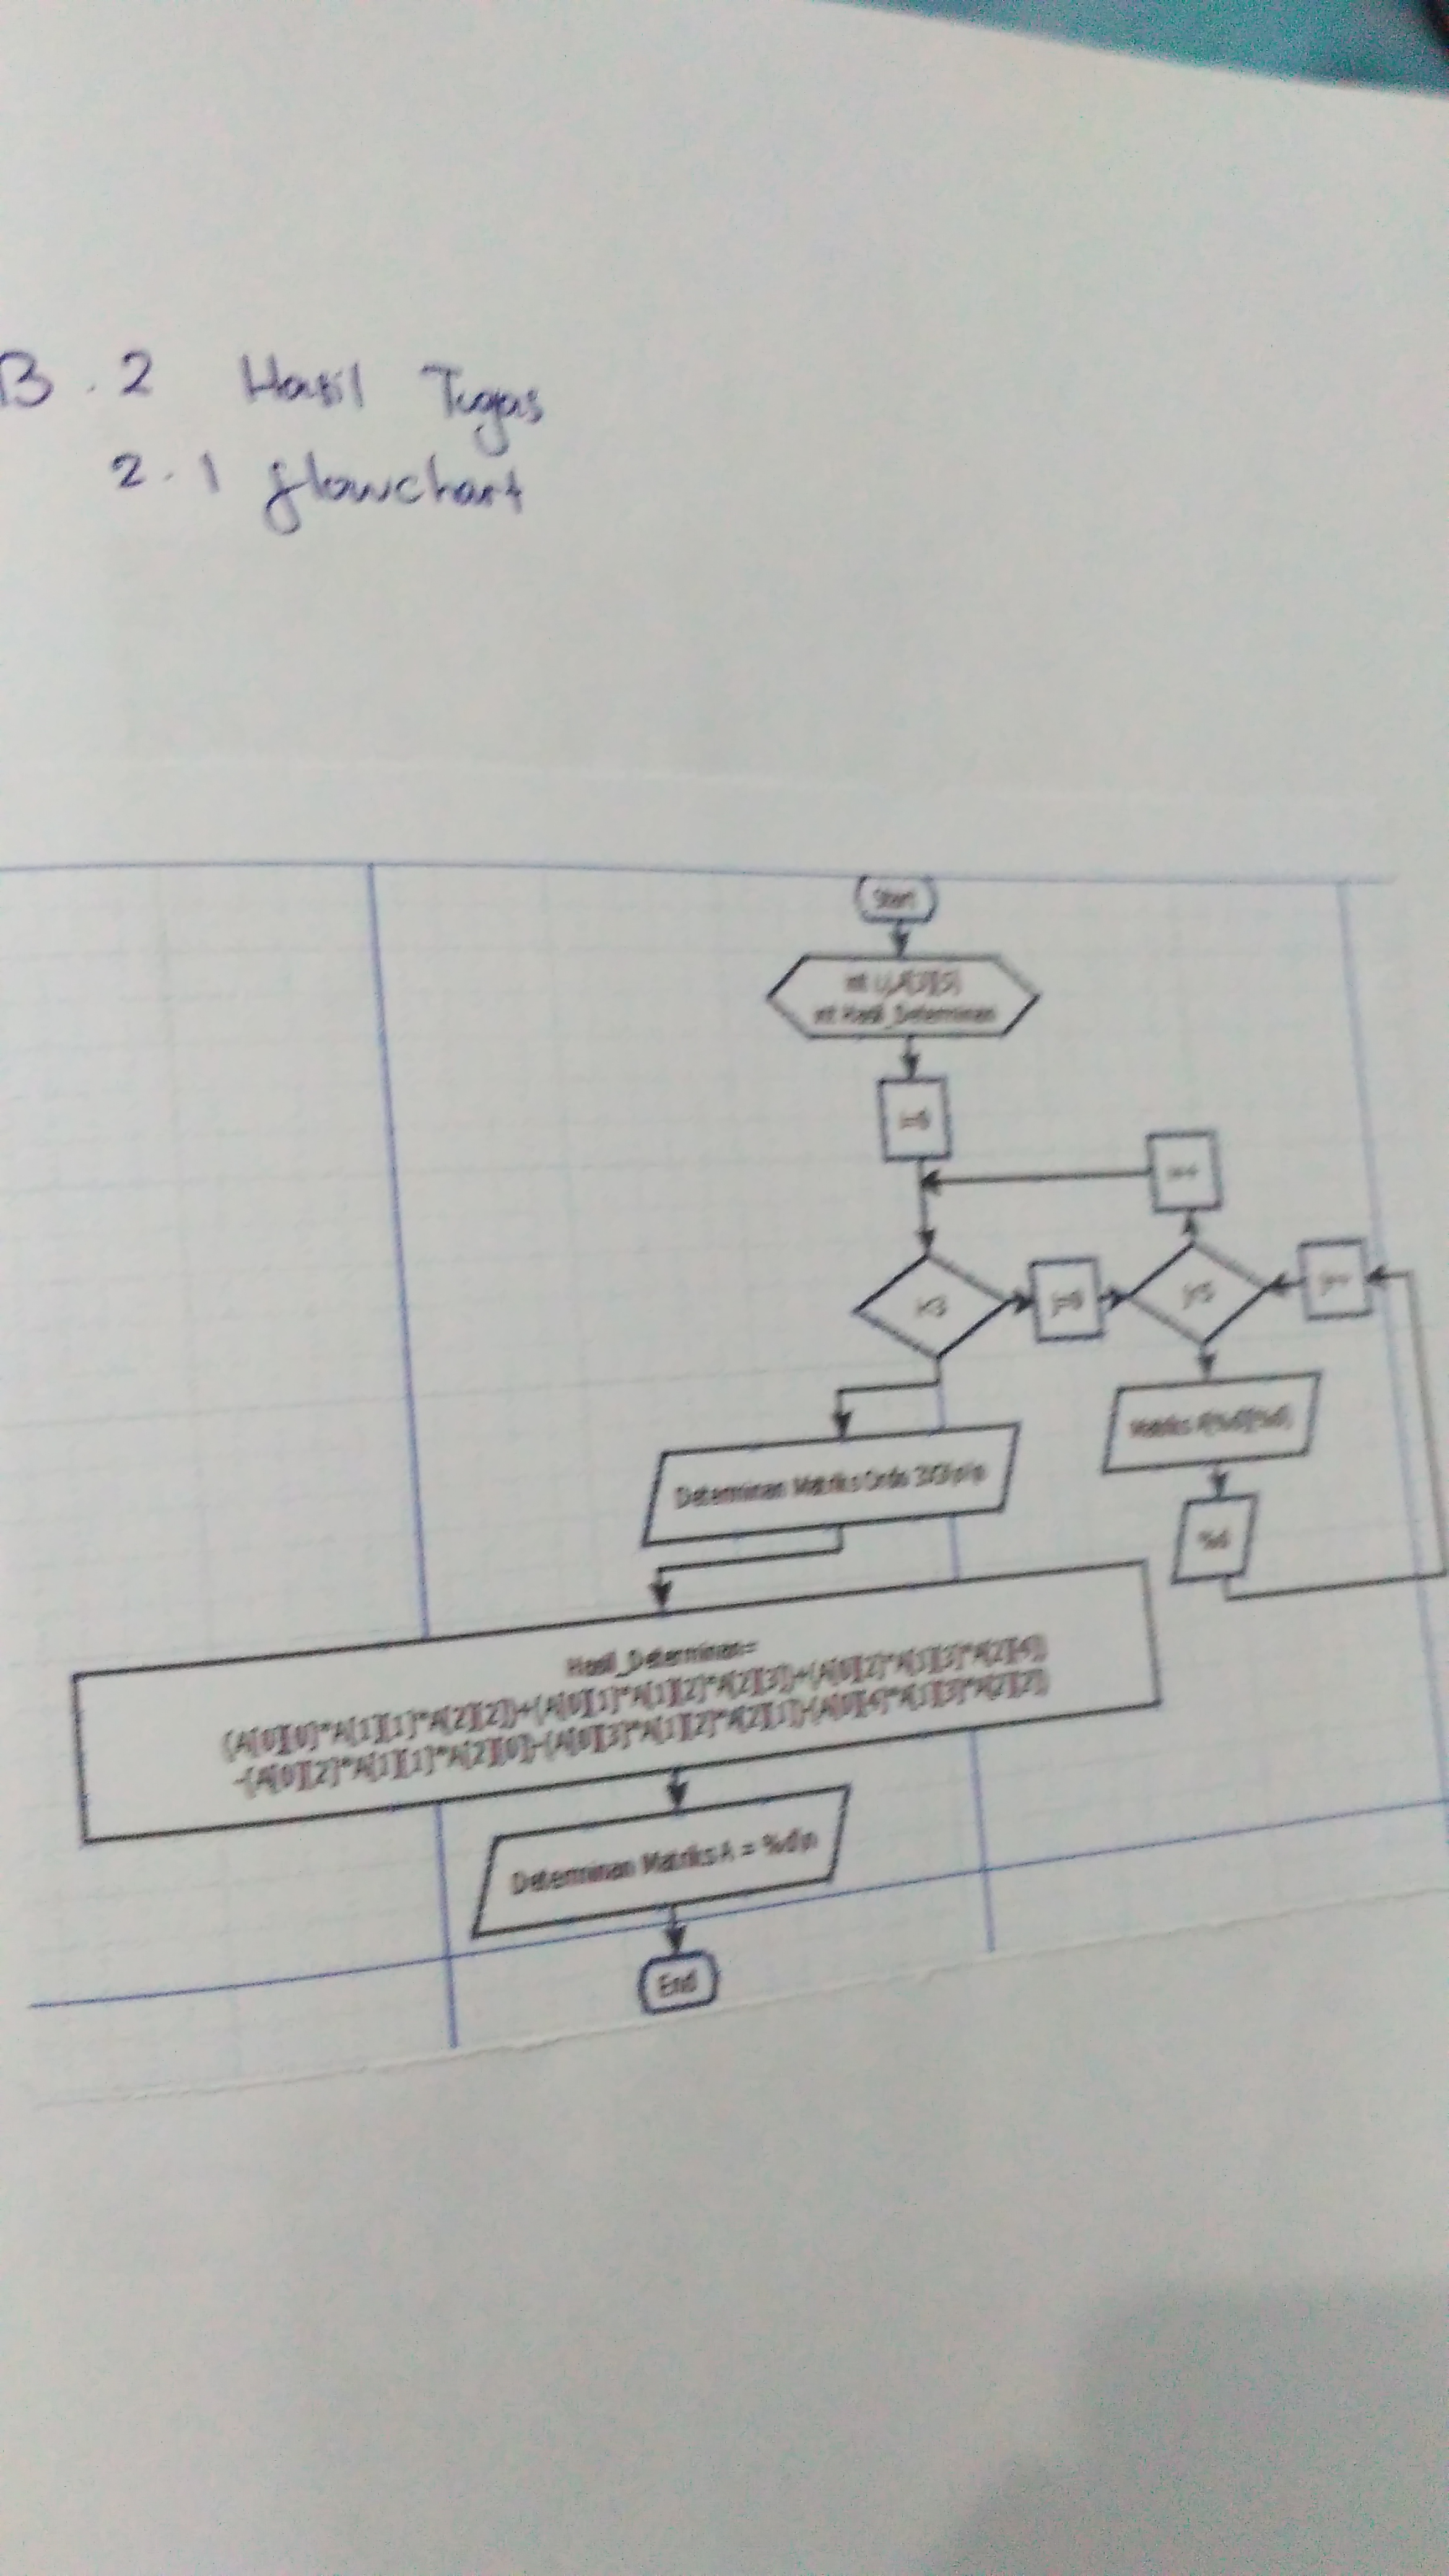 B. 2 Hasil Tugas
2.1 flowchart
Start
int i,j,A[3][5]
int Hasil_Determinan
i=0
i++
i<3
j=0
j<5
j++
Matriks A[%d][%d]
%d
Determinan Matriks Ordo 3X3\n\n
Hasil_Determinan=
(A[0][0]*A[1][1]*A[2][2])+(A[0][1]*A[1][2]*A[2][3])+(A[0][2]*A[1][3]*A[2][4])
-(A[0][2]*A[1][1]*A[2][0])-(A[0][3]*A[1][2]*A[2][1])-(A[0][4]*A[1][3]*A[2][2])
Determinan Matriks A = %d\n
End